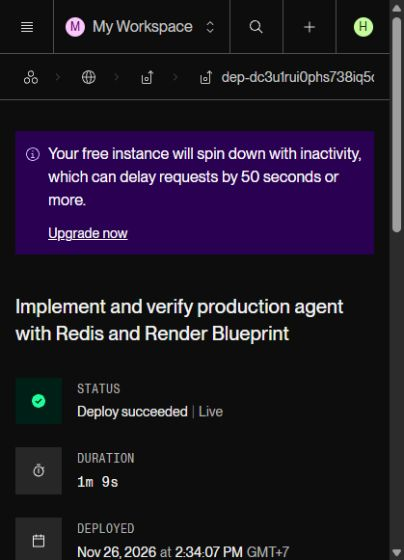 M My Workspace H
dep-dc3u1rui0phs738iq5c
Your free instance will spin down with inactivity,
which can delay requests by 50 seconds or
more.
Upgrade now
Implement and verify production agent
with Redis and Render Blueprint
STATUS
Deploy succeeded | Live
DURATION
1m 9s
DEPLOYED
Nov 26, 2026 at 2:34:07 PM GMT+7